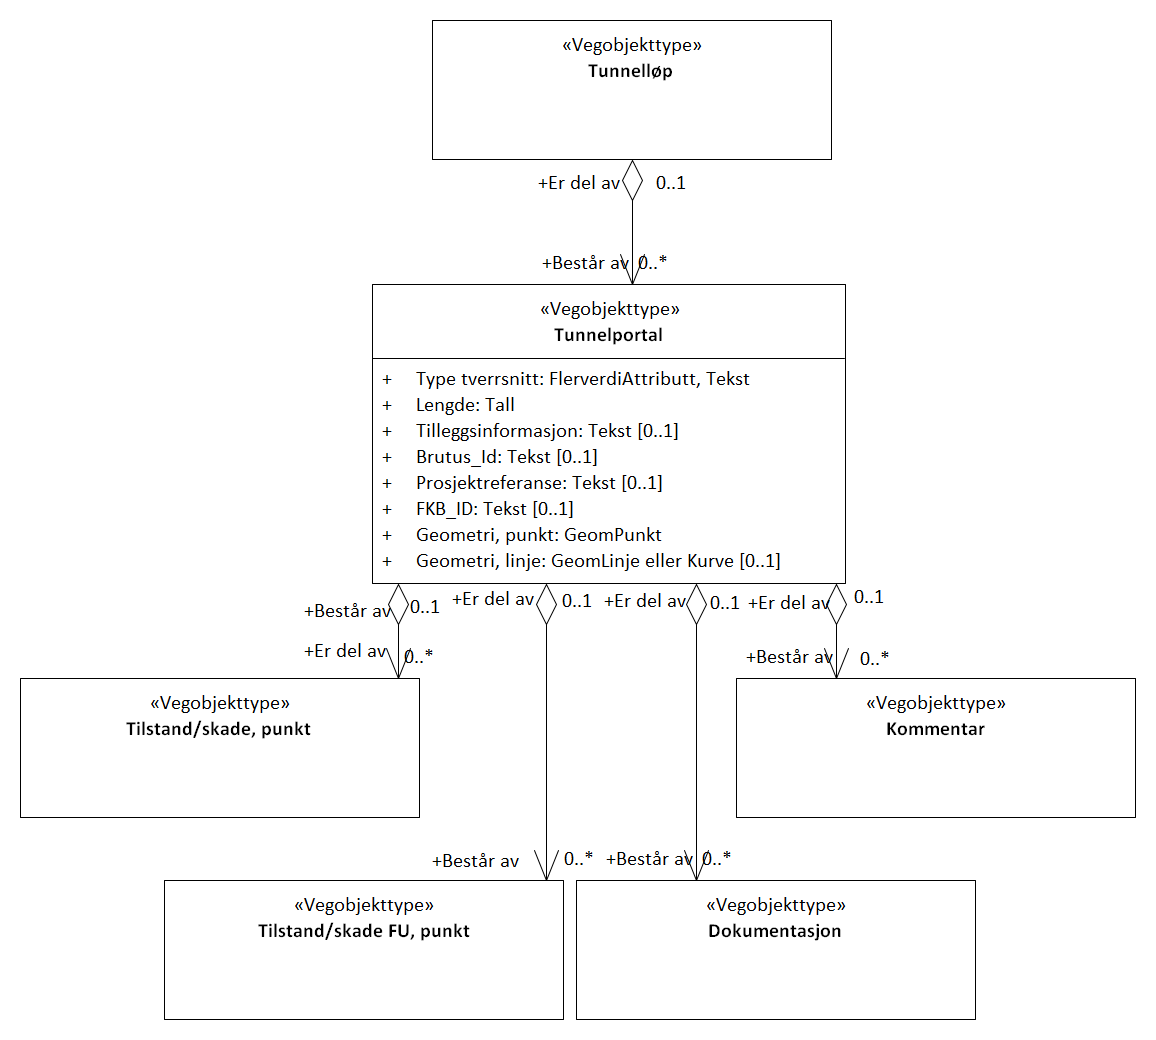 «Vegobjekttype»
Tunnelløp
+Er del av 0..1
+Består av 0..*
«Vegobjekttype»
Tunnelportal
+ Type tverrsnitt: FlerverdiAttributt, Tekst
+ Lengde: Tall
+ Tilleggsinformasjon: Tekst [0..1]
+ Brutus_Id: Tekst [0..1]
+ Prosjektreferanse: Tekst [0..1]
+ FKB_ID: Tekst [0..1]
+ Geometri, punkt: GeomPunkt
+ Geometri, linje: GeomLinje eller Kurve [0..1]
+Består av 0..1 +Er del av 0..1 +Er del av 0..1 +Er del av 0..1
+Er del av 0..* +Består av 0..*
«Vegobjekttype»
Tilstand/skade, punkt
«Vegobjekttype»
Kommentar
+Består av 0..* +Består av 0..*
«Vegobjekttype»
Tilstand/skade FU, punkt
«Vegobjekttype»
Dokumentasjon